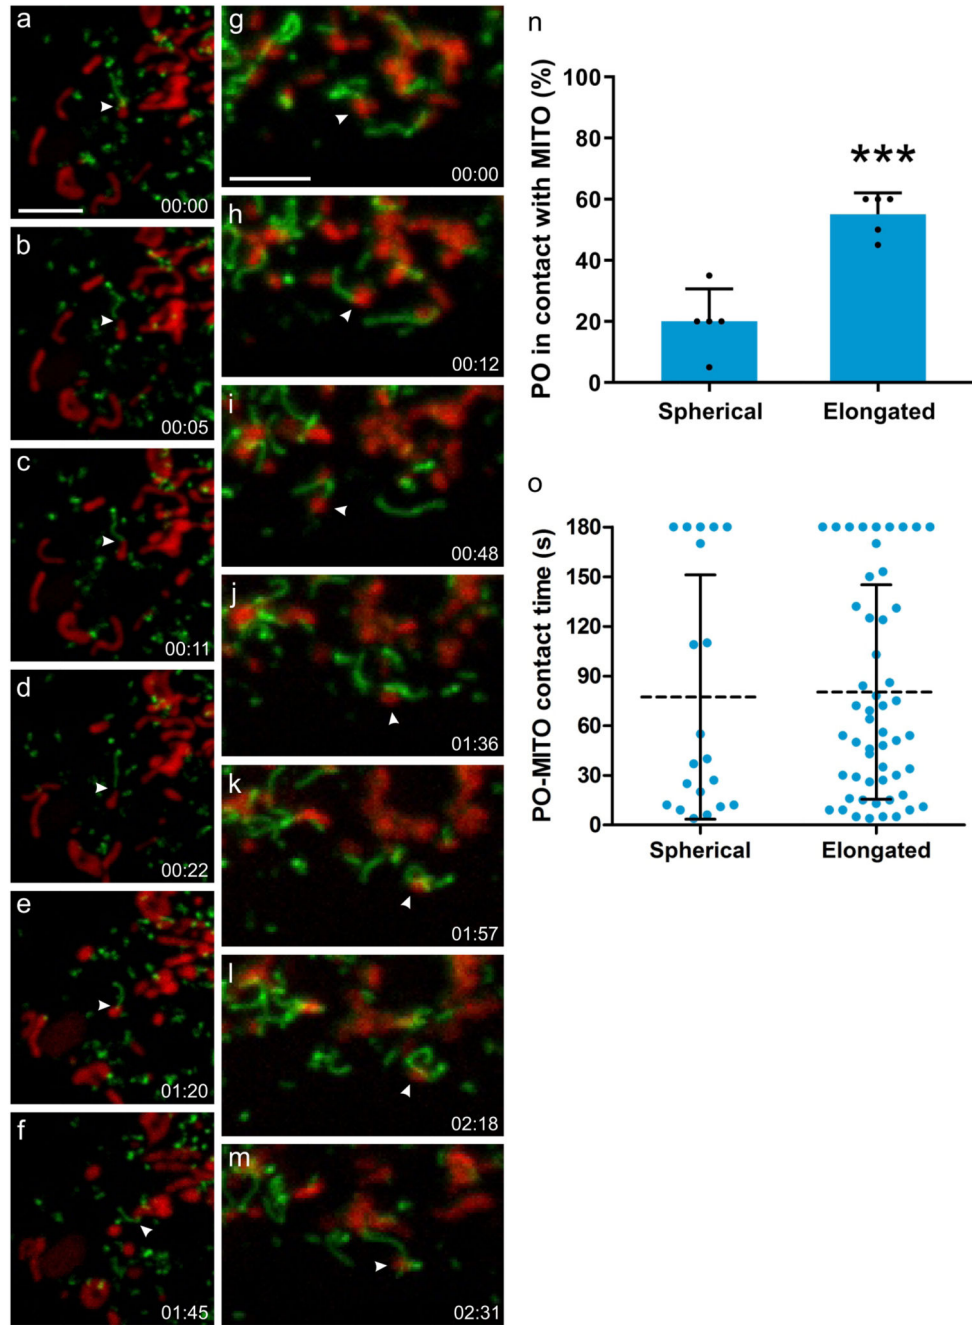 a
00:00
b
00:05
c
00:11
d
00:22
e
01:20
f
01:45
g
00:00
h
00:12
i
00:48
j
01:36
k
01:57
l
02:18
m
02:31
n
PO in contact with MITO (%)
100
80
60
40
20
0
***
Spherical Elongated
o
PO-MITO contact time (s)
180
150
120
90
60
30
0
Spherical Elongated